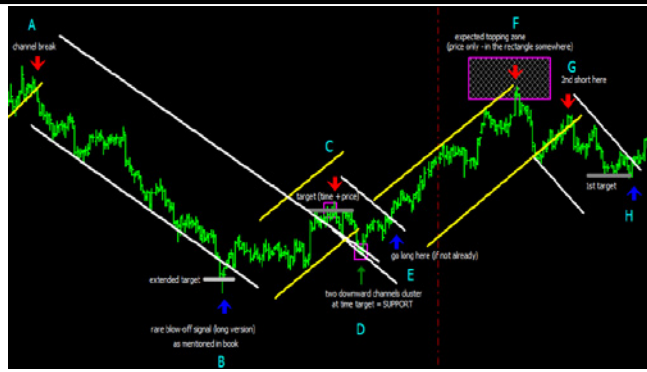 A
channel break
F
expected topping zone
(price only - in the rectangle somewhere)
G
2nd short here
C
target (time + price)
1st target
H
go long here (if not already)
E
extended target
two downward channels cluster
at time target = SUPPORT
D
rare blow-off signal (long version)
as mentioned in book
B